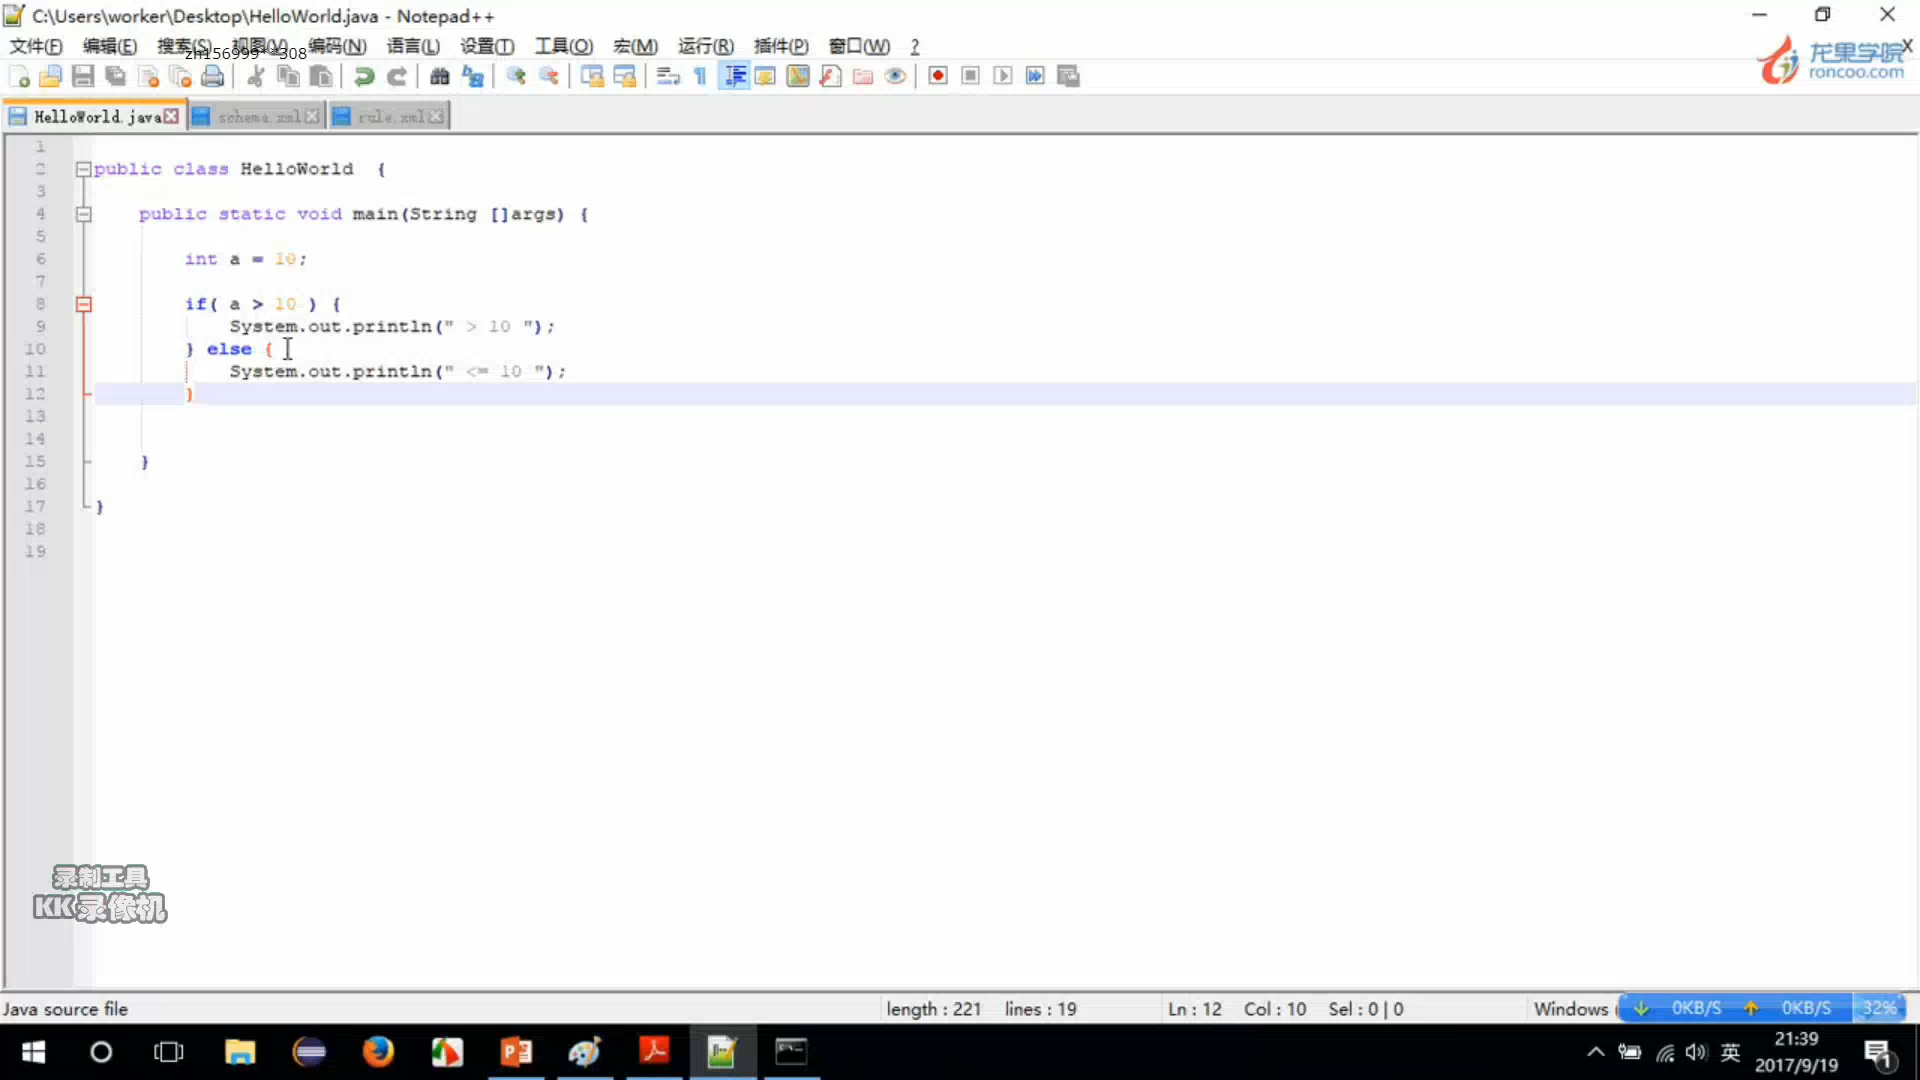 C:\Users\worker\Desktop\HelloWorld.java - Notepad++
文件(F) 编辑(E) 搜索(S) 视图(V) 编码(N) 语言(L) 设置(T) 工具(O) 宏(M) 运行(R) 插件(P) 窗口(W) ? X
zh156999**308
龙果学院
roncoo.com
HelloWorld.java schema.xml rule.xml
1
2 public class HelloWorld {
3
4 public static void main(String []args) {
5
6 int a = 10;
7
8 if( a > 10 ) {
9 System.out.println(" > 10 ");
10 } else {
11 System.out.println(" <= 10 ");
12 }
13
14
15 }
16
17 }
18
19
录制工具
KK录像机
Java source file length : 221 lines : 19 Ln : 12 Col : 10 Sel : 0 | 0 Windows ( 0KB/S 0KB/S 32%
英 21:39
2017/9/19 1